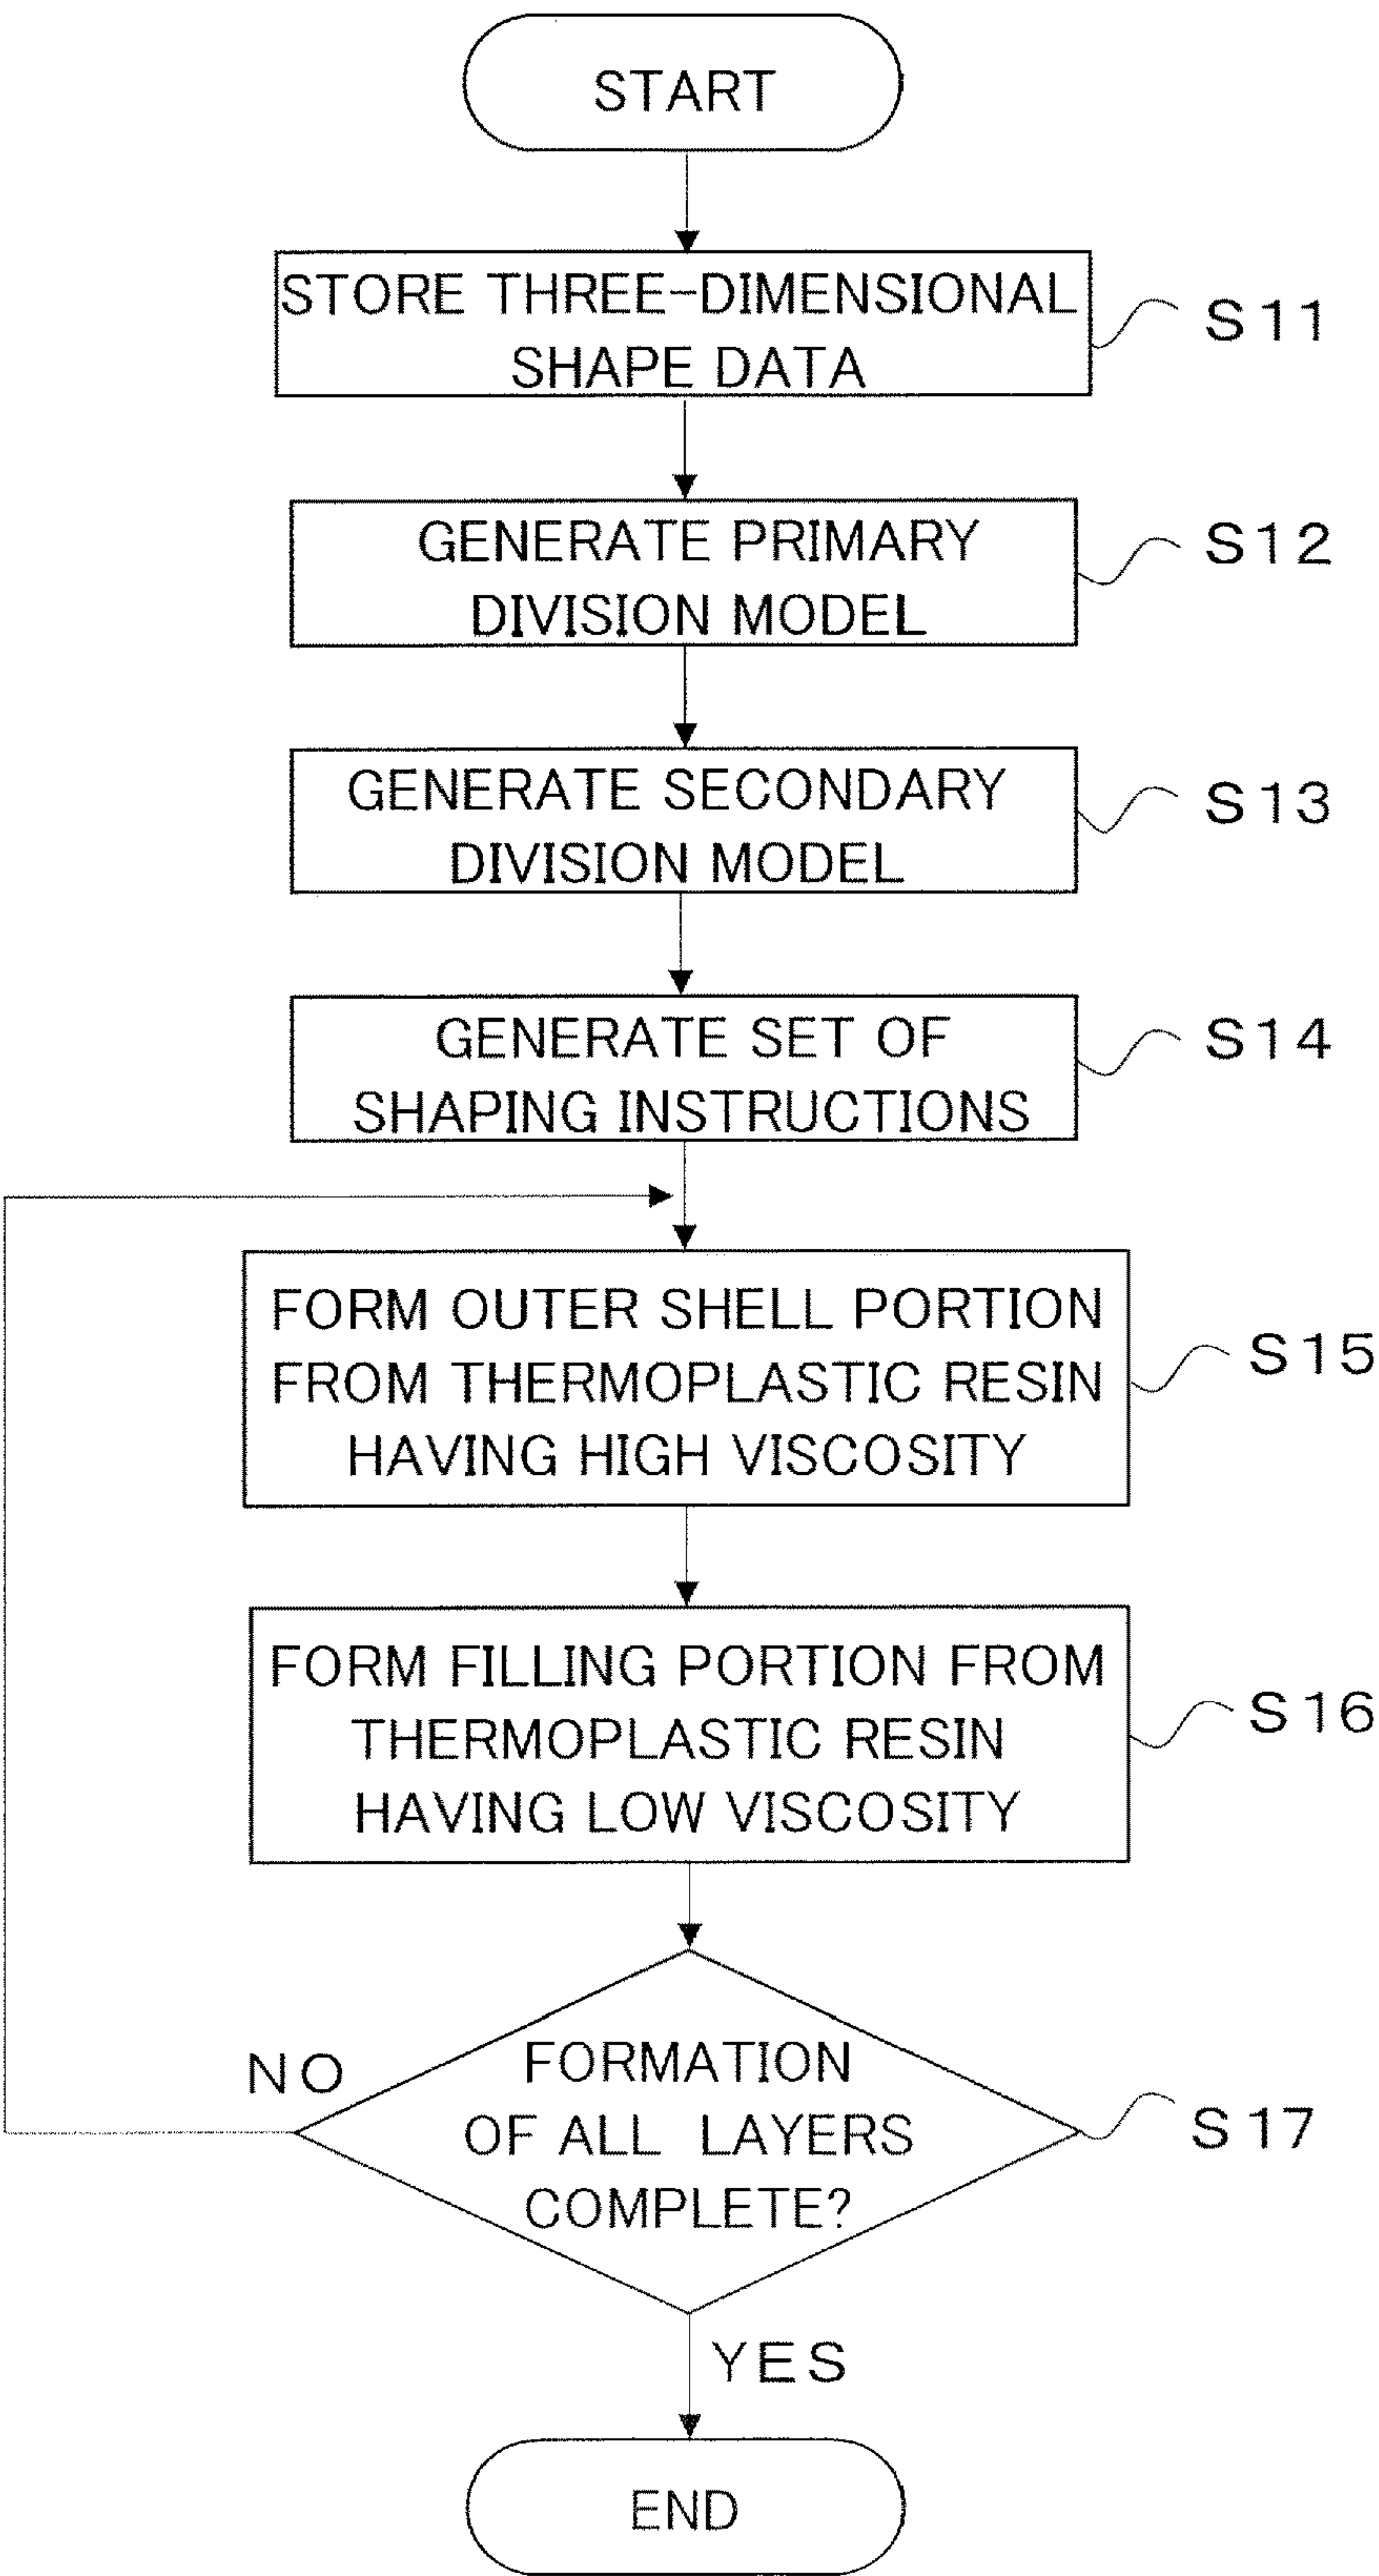 START
STORE THREE-DIMENSIONAL
SHAPE DATA
S11
GENERATE PRIMARY
DIVISION MODEL
S12
GENERATE SECONDARY
DIVISION MODEL
S13
GENERATE SET OF
SHAPING INSTRUCTIONS
S14
FORM OUTER SHELL PORTION
FROM THERMOPLASTIC RESIN
HAVING HIGH VISCOSITY
S15
FORM FILLING PORTION FROM
THERMOPLASTIC RESIN
HAVING LOW VISCOSITY
S16
FORMATION
OF ALL LAYERS
COMPLETE?
S17
NO
YES
END